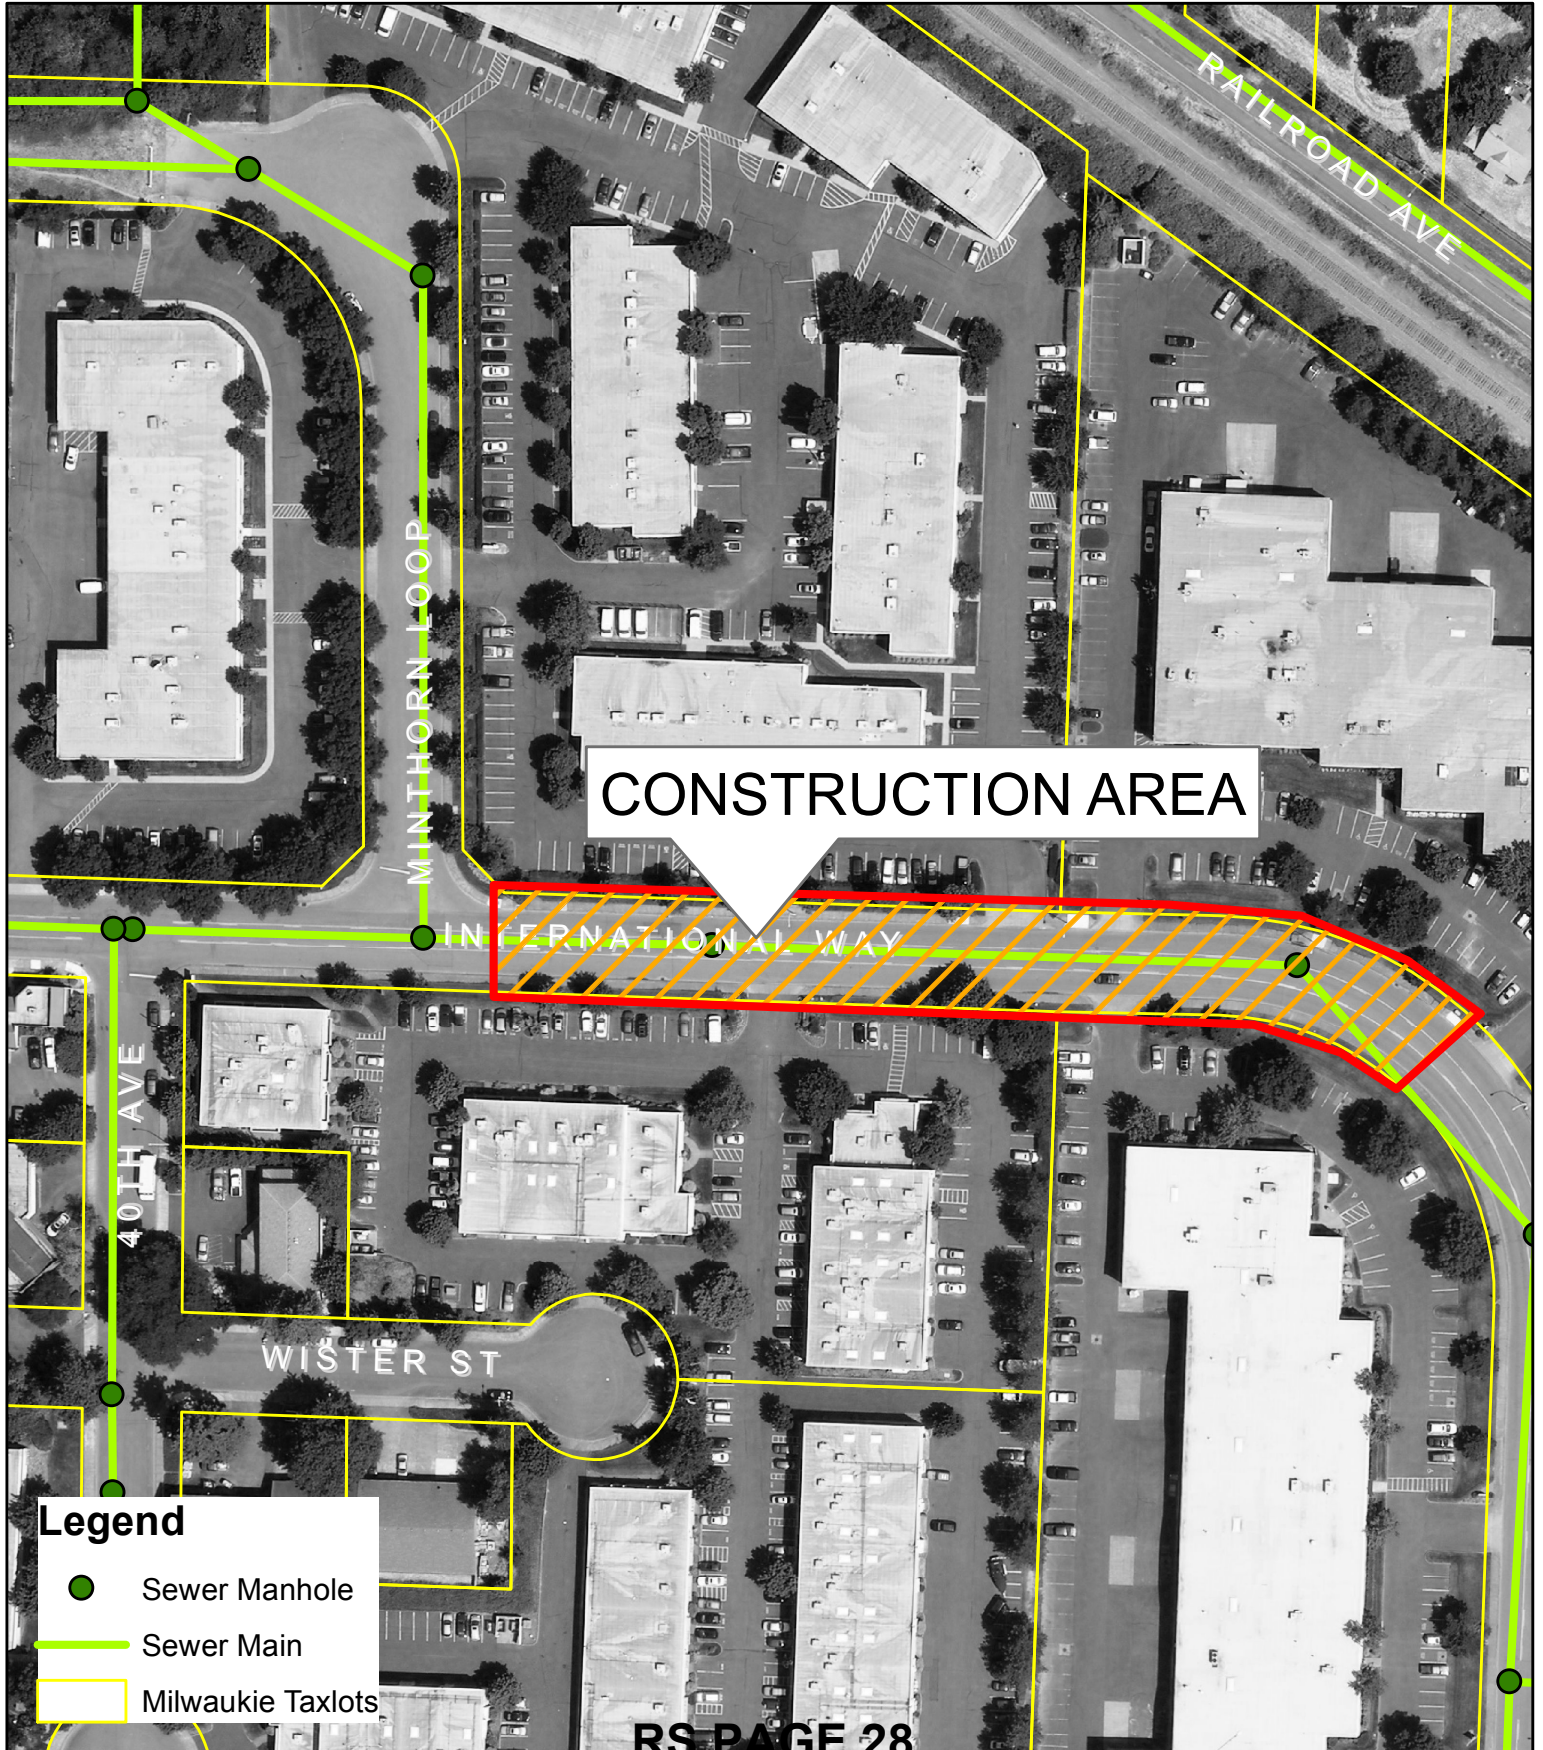 RAILROAD AVE
MINTHORN LOOP
CONSTRUCTION AREA
INTERNATIONAL WAY
40TH AVE
WISTER ST
Legend
Sewer Manhole
Sewer Main
Milwaukie Taxlots
RS PAGE 28